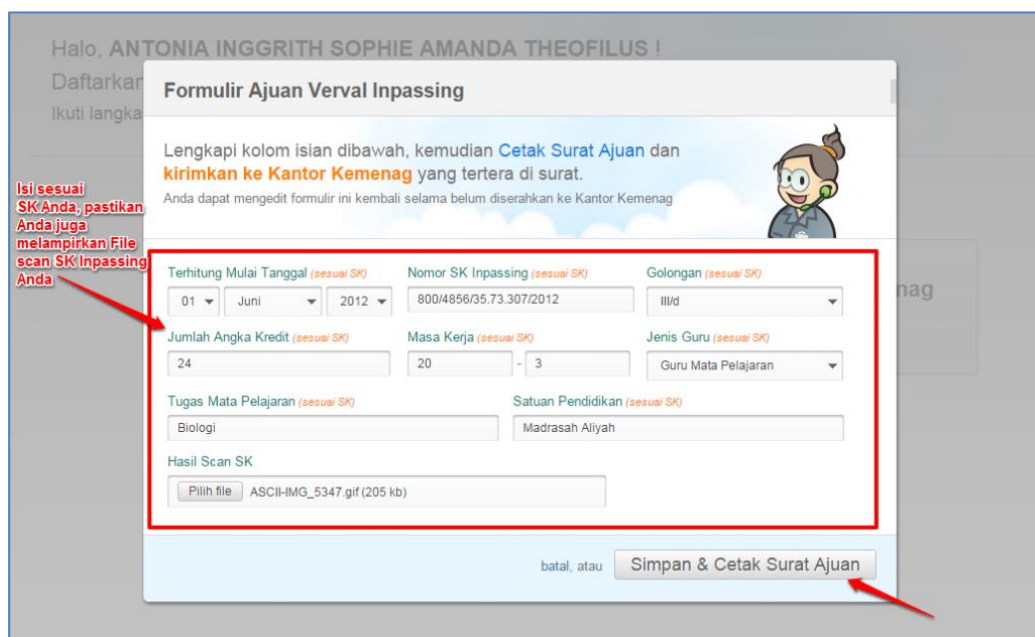 Halo, ANTONIA INGGRITH SOPHIE AMANDA THEOFILUS !
Daftarkan
Ikuti langka
Formulir Ajuan Verval Inpassing
Lengkapi kolom isian dibawah, kemudian Cetak Surat Ajuan dan
kirimkan ke Kantor Kemenag yang tertera di surat.
Anda dapat mengedit formulir ini kembali selama belum diserahkan ke Kantor Kemenag
Isi sesuai
SK Anda, pastikan
Anda juga
melampirkan File
scan SK Inpassing
Anda
nag
Terhitung Mulai Tanggal (sesuai SK) Nomor SK Inpassing (sesuai SK) Golongan (sesuai SK)
01 Juni 2012 800/4856/35.73.307/2012 III/d
Jumlah Angka Kredit (sesuai SK) Masa Kerja (sesuai SK) Jenis Guru (sesuai SK)
24 20 - 3 Guru Mata Pelajaran
Tugas Mata Pelajaran (sesuai SK) Satuan Pendidikan (sesuai SK)
Biologi Madrasah Aliyah
Hasil Scan SK
Pilih file ASCII-IMG_5347.gif (205 kb)
batal, atau Simpan & Cetak Surat Ajuan